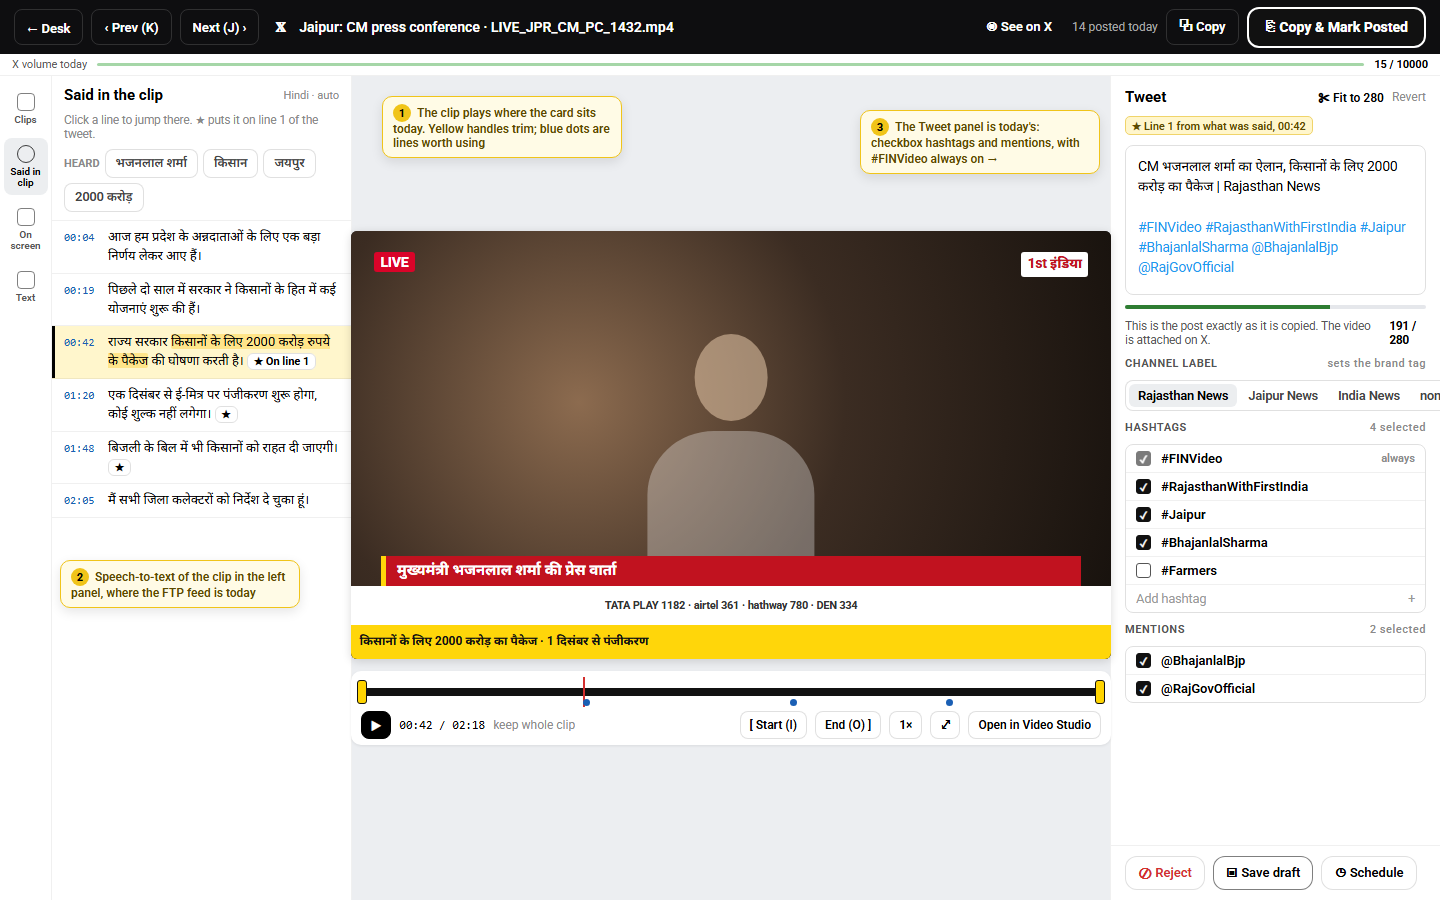 ← Desk
‹ Prev (K)
Next (J) ›
X
Jaipur: CM press conference · LIVE_JPR_CM_PC_1432.mp4
See on X
14 posted today
Copy
Copy & Mark Posted
X volume today
15 / 10000
Clips
Said in
clip
On
screen
Text
Said in the clip
Hindi · auto
Click a line to jump there. ★ puts it on line 1 of the
tweet.
HEARD
भजनलाल शर्मा
किसान
जयपुर
2000 करोड़
00:04 आज हम प्रदेश के अन्नदाताओं के लिए एक बड़ा
निर्णय लेकर आए हैं।
00:19 पिछले दो साल में सरकार ने किसानों के हित में कई
योजनाएं शुरू की हैं।
00:42 राज्य सरकार किसानों के लिए 2000 करोड़ रुपये
के पैकेज की घोषणा करती है। ★ On line 1
01:20 एक दिसंबर से ई-मित्र पर पंजीकरण शुरू होगा,
कोई शुल्क नहीं लगेगा। ★
01:48 बिजली के बिल में भी किसानों को राहत दी जाएगी।
★
02:05 मैं सभी जिला कलेक्टरों को निर्देश दे चुका हूं।
2 Speech-to-text of the clip in the left
panel, where the FTP feed is today
1 The clip plays where the card sits
today. Yellow handles trim; blue dots are
lines worth using
3 The Tweet panel is today's:
checkbox hashtags and mentions, with
#FINVideo always on →
LIVE
1st इंडिया
मुख्यमंत्री भजनलाल शर्मा की प्रेस वार्ता
TATA PLAY 1182 · airtel 361 · hathway 780 · DEN 334
किसानों के लिए 2000 करोड़ का पैकेज · 1 दिसंबर से पंजीकरण
00:42 / 02:18 keep whole clip
[ Start (I)
End (O) ]
1×
Open in Video Studio
Tweet
Fit to 280
Revert
★ Line 1 from what was said, 00:42
CM भजनलाल शर्मा का ऐलान, किसानों के लिए 2000
करोड़ का पैकेज | Rajasthan News
#FINVideo #RajasthanWithFirstIndia #Jaipur
#BhajanlalSharma @BhajanlalBjp
@RajGovOfficial
This is the post exactly as it is copied. The video
is attached on X.
191 /
280
CHANNEL LABEL
sets the brand tag
Rajasthan News
Jaipur News
India News
non
HASHTAGS
4 selected
#FINVideo
always
#RajasthanWithFirstIndia
#Jaipur
#BhajanlalSharma
#Farmers
Add hashtag
+
MENTIONS
2 selected
@BhajanlalBjp
@RajGovOfficial
Reject
Save draft
Schedule